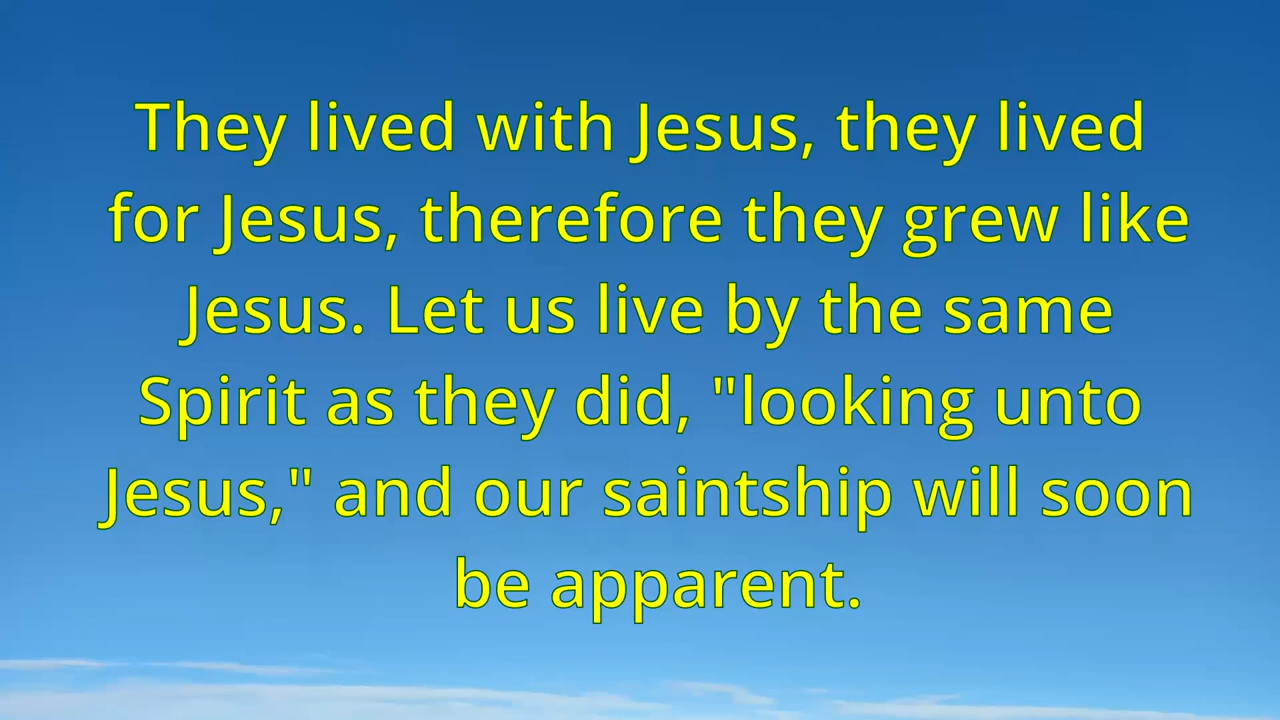 They lived with Jesus, they lived
for Jesus, therefore they grew like
Jesus. Let us live by the same
Spirit as they did, "looking unto
Jesus," and our saintship will soon
be apparent.